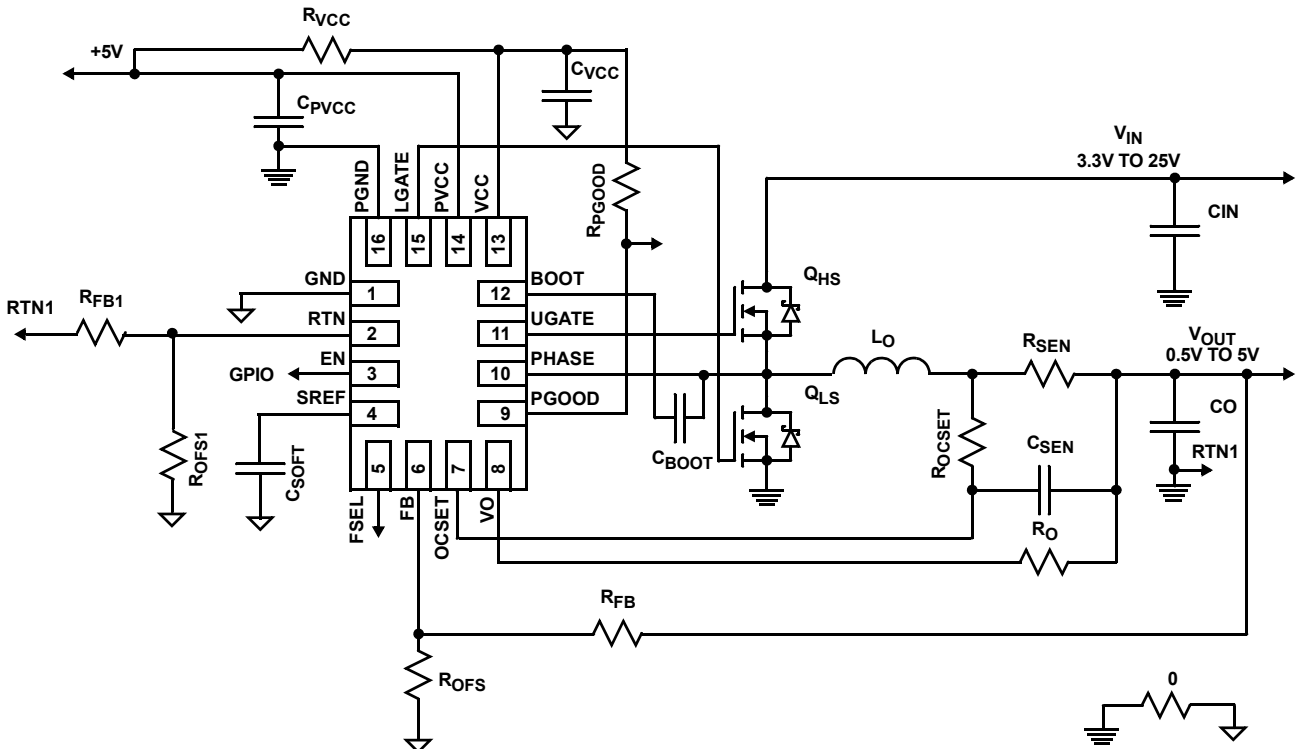 RVCC
+5V
CVCC
CPVCC
VIN
3.3V TO 25V
PGND
LGATE
PVCC
VCC
RPGOOD
CIN
16
15
14
13
GND
1
12
BOOT
QHS
RTN1
RFB1
RTN
2
11
UGATE
LO
RSEN
VOUT
0.5V TO 5V
EN
GPIO
3
10
PHASE
QLS
SREF
4
9
PGOOD
CO
ROFS1
CSOFT
5
6
7
8
CBOOT
ROCSET
CSEN
RTN1
FSEL
FB
OCSET
VO
RO
RFB
ROFS
0